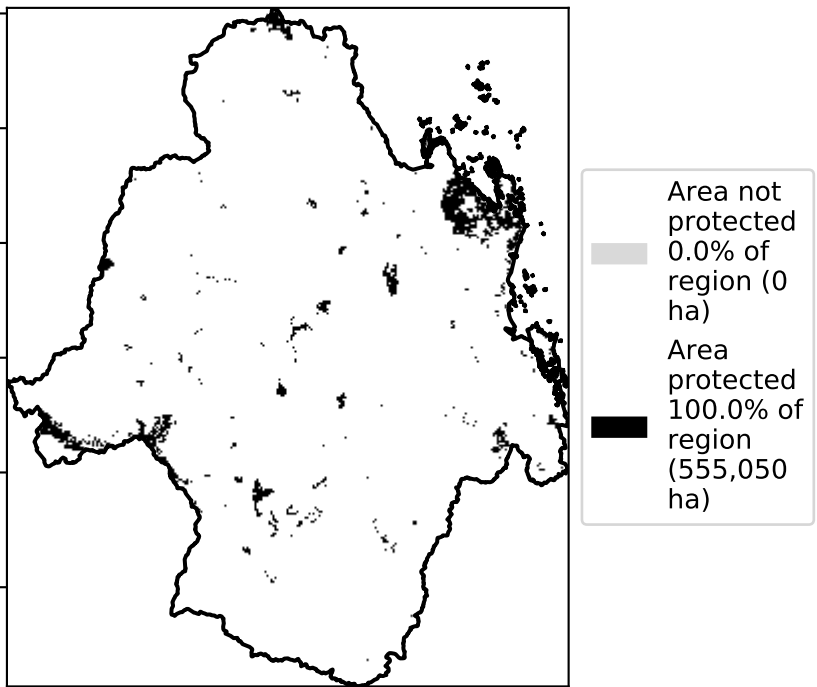 Area not
protected
0.0% of
region (0
ha)
Area
protected
100.0% of
region
(555,050
ha)